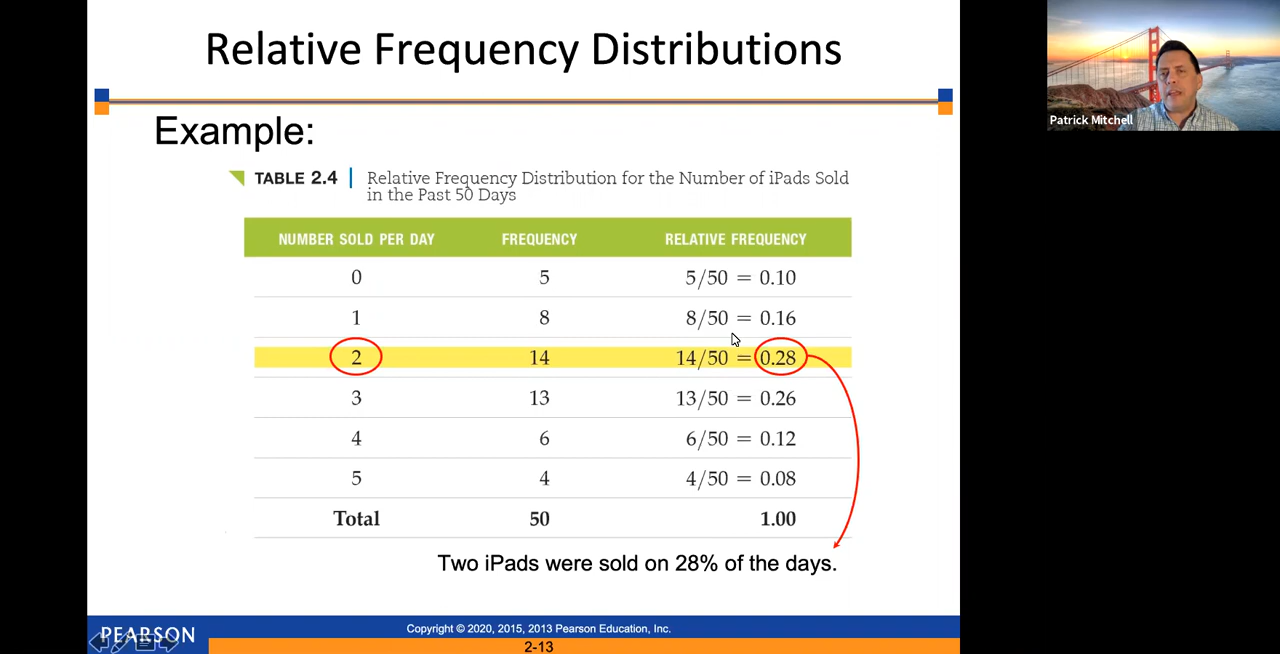 Relative Frequency Distributions
Patrick Mitchell
Example:
TABLE 2.4 | Relative Frequency Distribution for the Number of iPads Sold
in the Past 50 Days
NUMBER SOLD PER DAY FREQUENCY RELATIVE FREQUENCY
0 5 5/50 = 0.10
1 8 8/50 = 0.16
2 14 14/50 = 0.28
3 13 13/50 = 0.26
4 6 6/50 = 0.12
5 4 4/50 = 0.08
Total 50 1.00
Two iPads were sold on 28% of the days.
PEARSON
Copyright © 2020, 2015, 2013 Pearson Education, Inc.
2-13